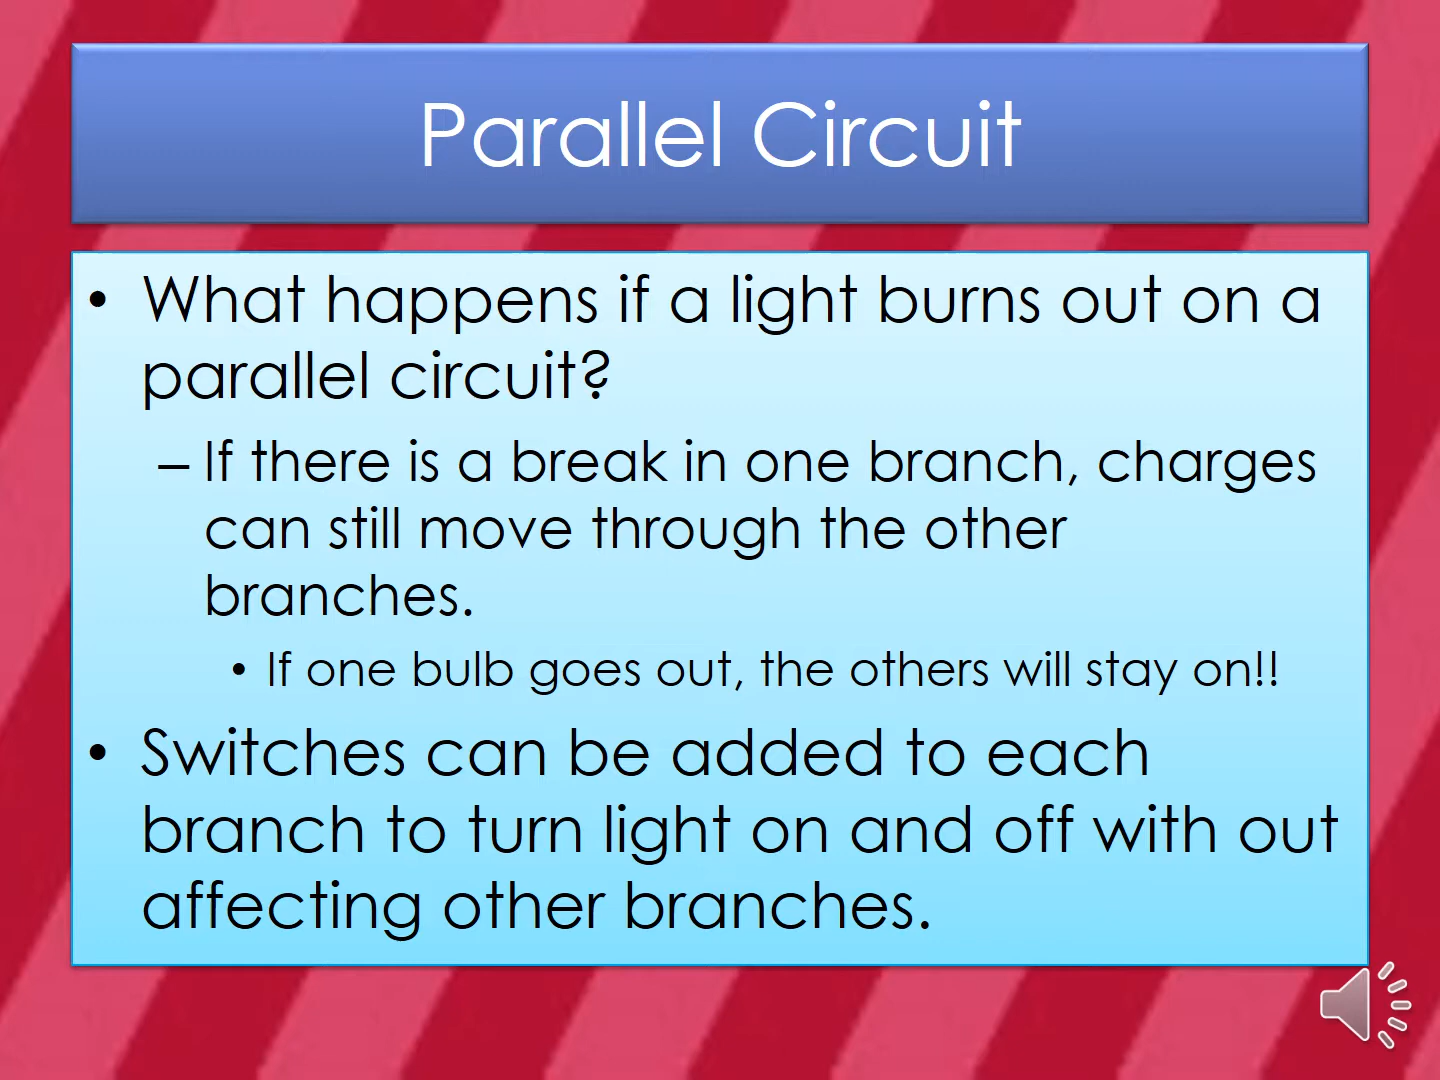 Parallel Circuit
• What happens if a light burns out on a
parallel circuit?
– If there is a break in one branch, charges
can still move through the other
branches.
• If one bulb goes out, the others will stay on!!
• Switches can be added to each
branch to turn light on and off with out
affecting other branches.